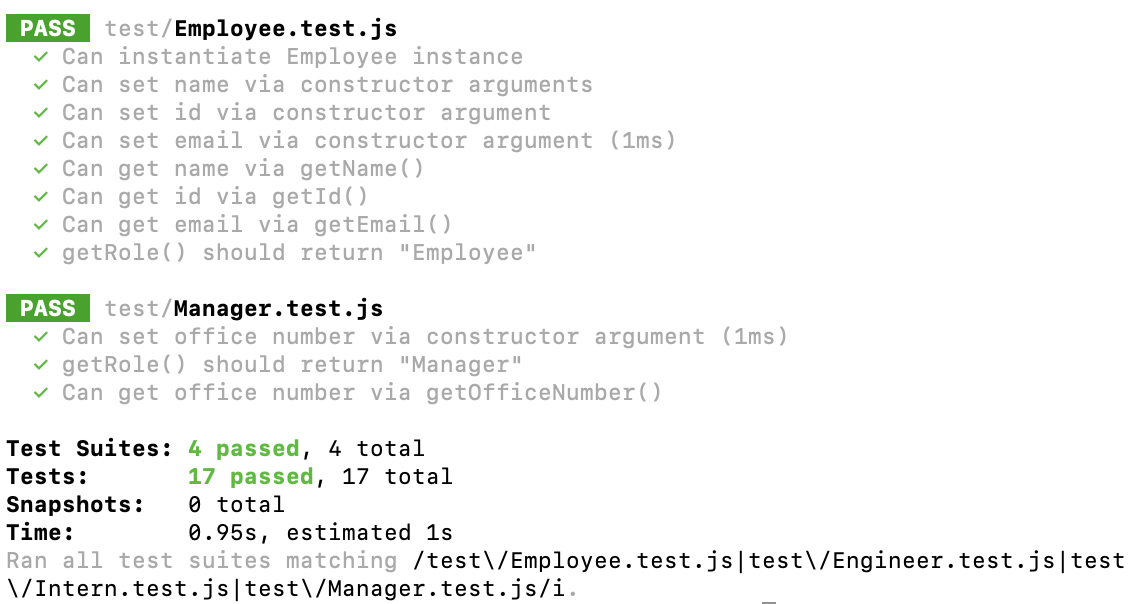 PASS test/Employee.test.js
✓ Can instantiate Employee instance
✓ Can set name via constructor arguments
✓ Can set id via constructor argument
✓ Can set email via constructor argument (1ms)
✓ Can get name via getName()
✓ Can get id via getId()
✓ Can get email via getEmail()
✓ getRole() should return "Employee"
PASS test/Manager.test.js
✓ Can set office number via constructor argument (1ms)
✓ getRole() should return "Manager"
✓ Can get office number via getOfficeNumber()
Test Suites: 4 passed, 4 total
Tests: 17 passed, 17 total
Snapshots: 0 total
Time: 0.95s, estimated 1s
Ran all test suites matching /test\/Employee.test.js|test\/Engineer.test.js|test
\/Intern.test.js|test\/Manager.test.js/i.